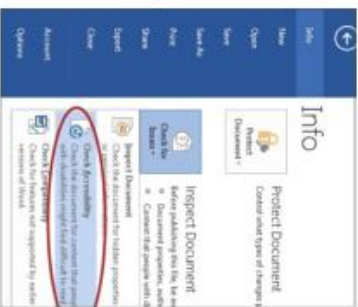 Info
New
Open
Save
Save As
Print
Share
Export
Close
Account
Options
Info
Protect
Document
Protect Document
Control what types of change
Check for
Issues
Inspect Document
Before publishing this file, be aw
Document properties, auth
Content that people with d
Inspect Document
Check the document for hidden properties
Check Accessibility
Check the document for content that people
with disabilities might find difficult to read.
Check Compatibility
Check for features not supported by earlier
versions of Word.